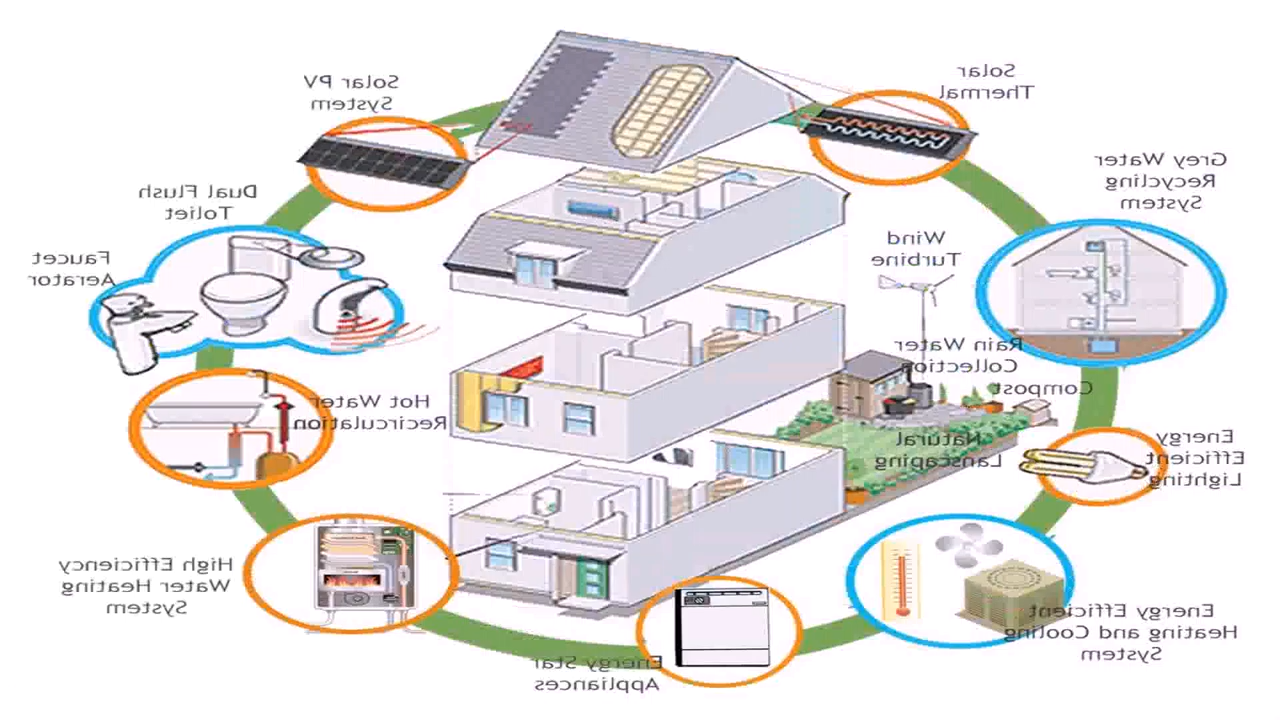 Solar PV
System
Solar
Thermal
Grey Water
Recycling
System
Dual Flush
Toliet
Faucet
Aerator
Wind
Turbine
Rain Water
Collection
Compost
Hot Water
Recirculation
Natural
Lanscaping
Energy
Efficient
Lighting
High Efficiency
Water Heating
System
Energy Efficient
Heating and Cooling
System
Energy Star
Appliances